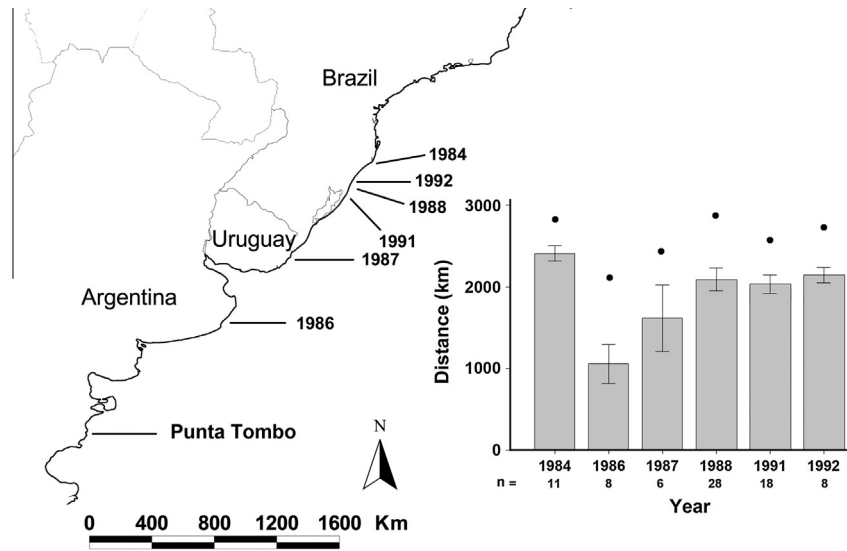 Brazil
1984
1992
1988
1991
Uruguay
1987
Argentina
1986
Punta Tombo
N
0 400 800 1200 1600 Km
3000
2000
1000
0
Distance (km)
1984 1986 1987 1988 1991 1992
n = 11 8 6 28 18 8
Year